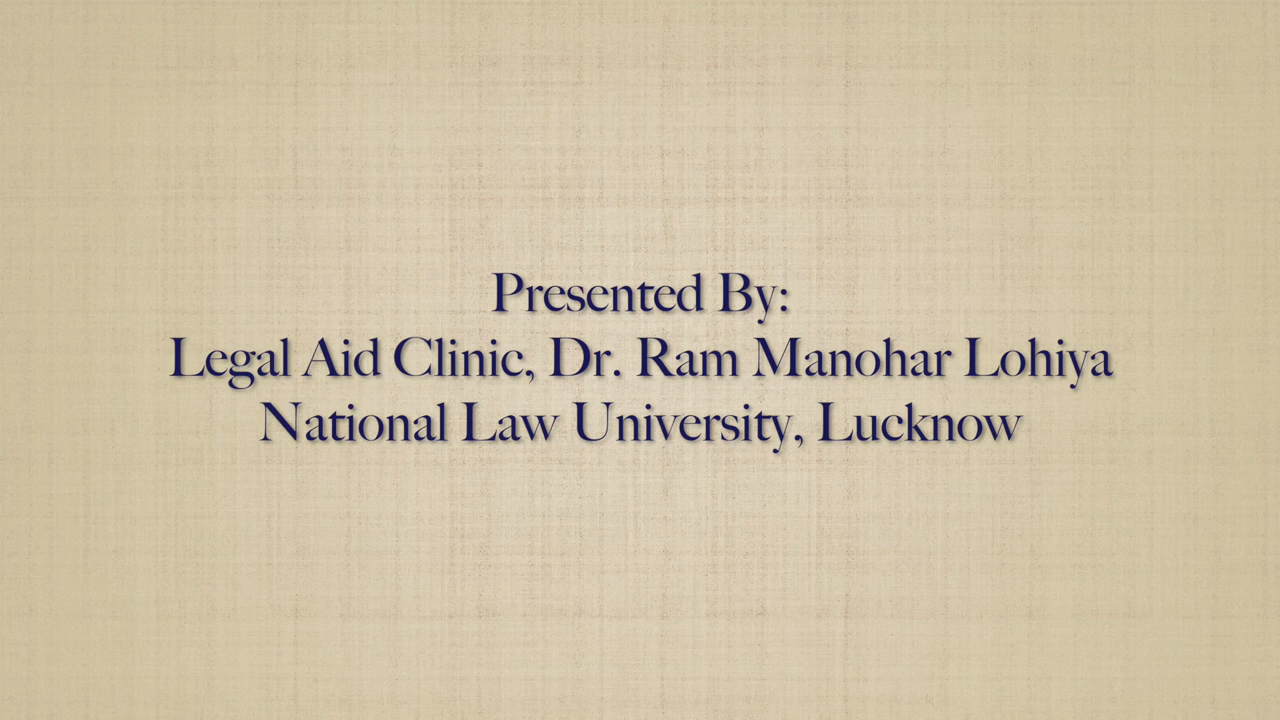 Presented By:
Legal Aid Clinic, Dr. Ram Manohar Lohiya
National Law University, Lucknow